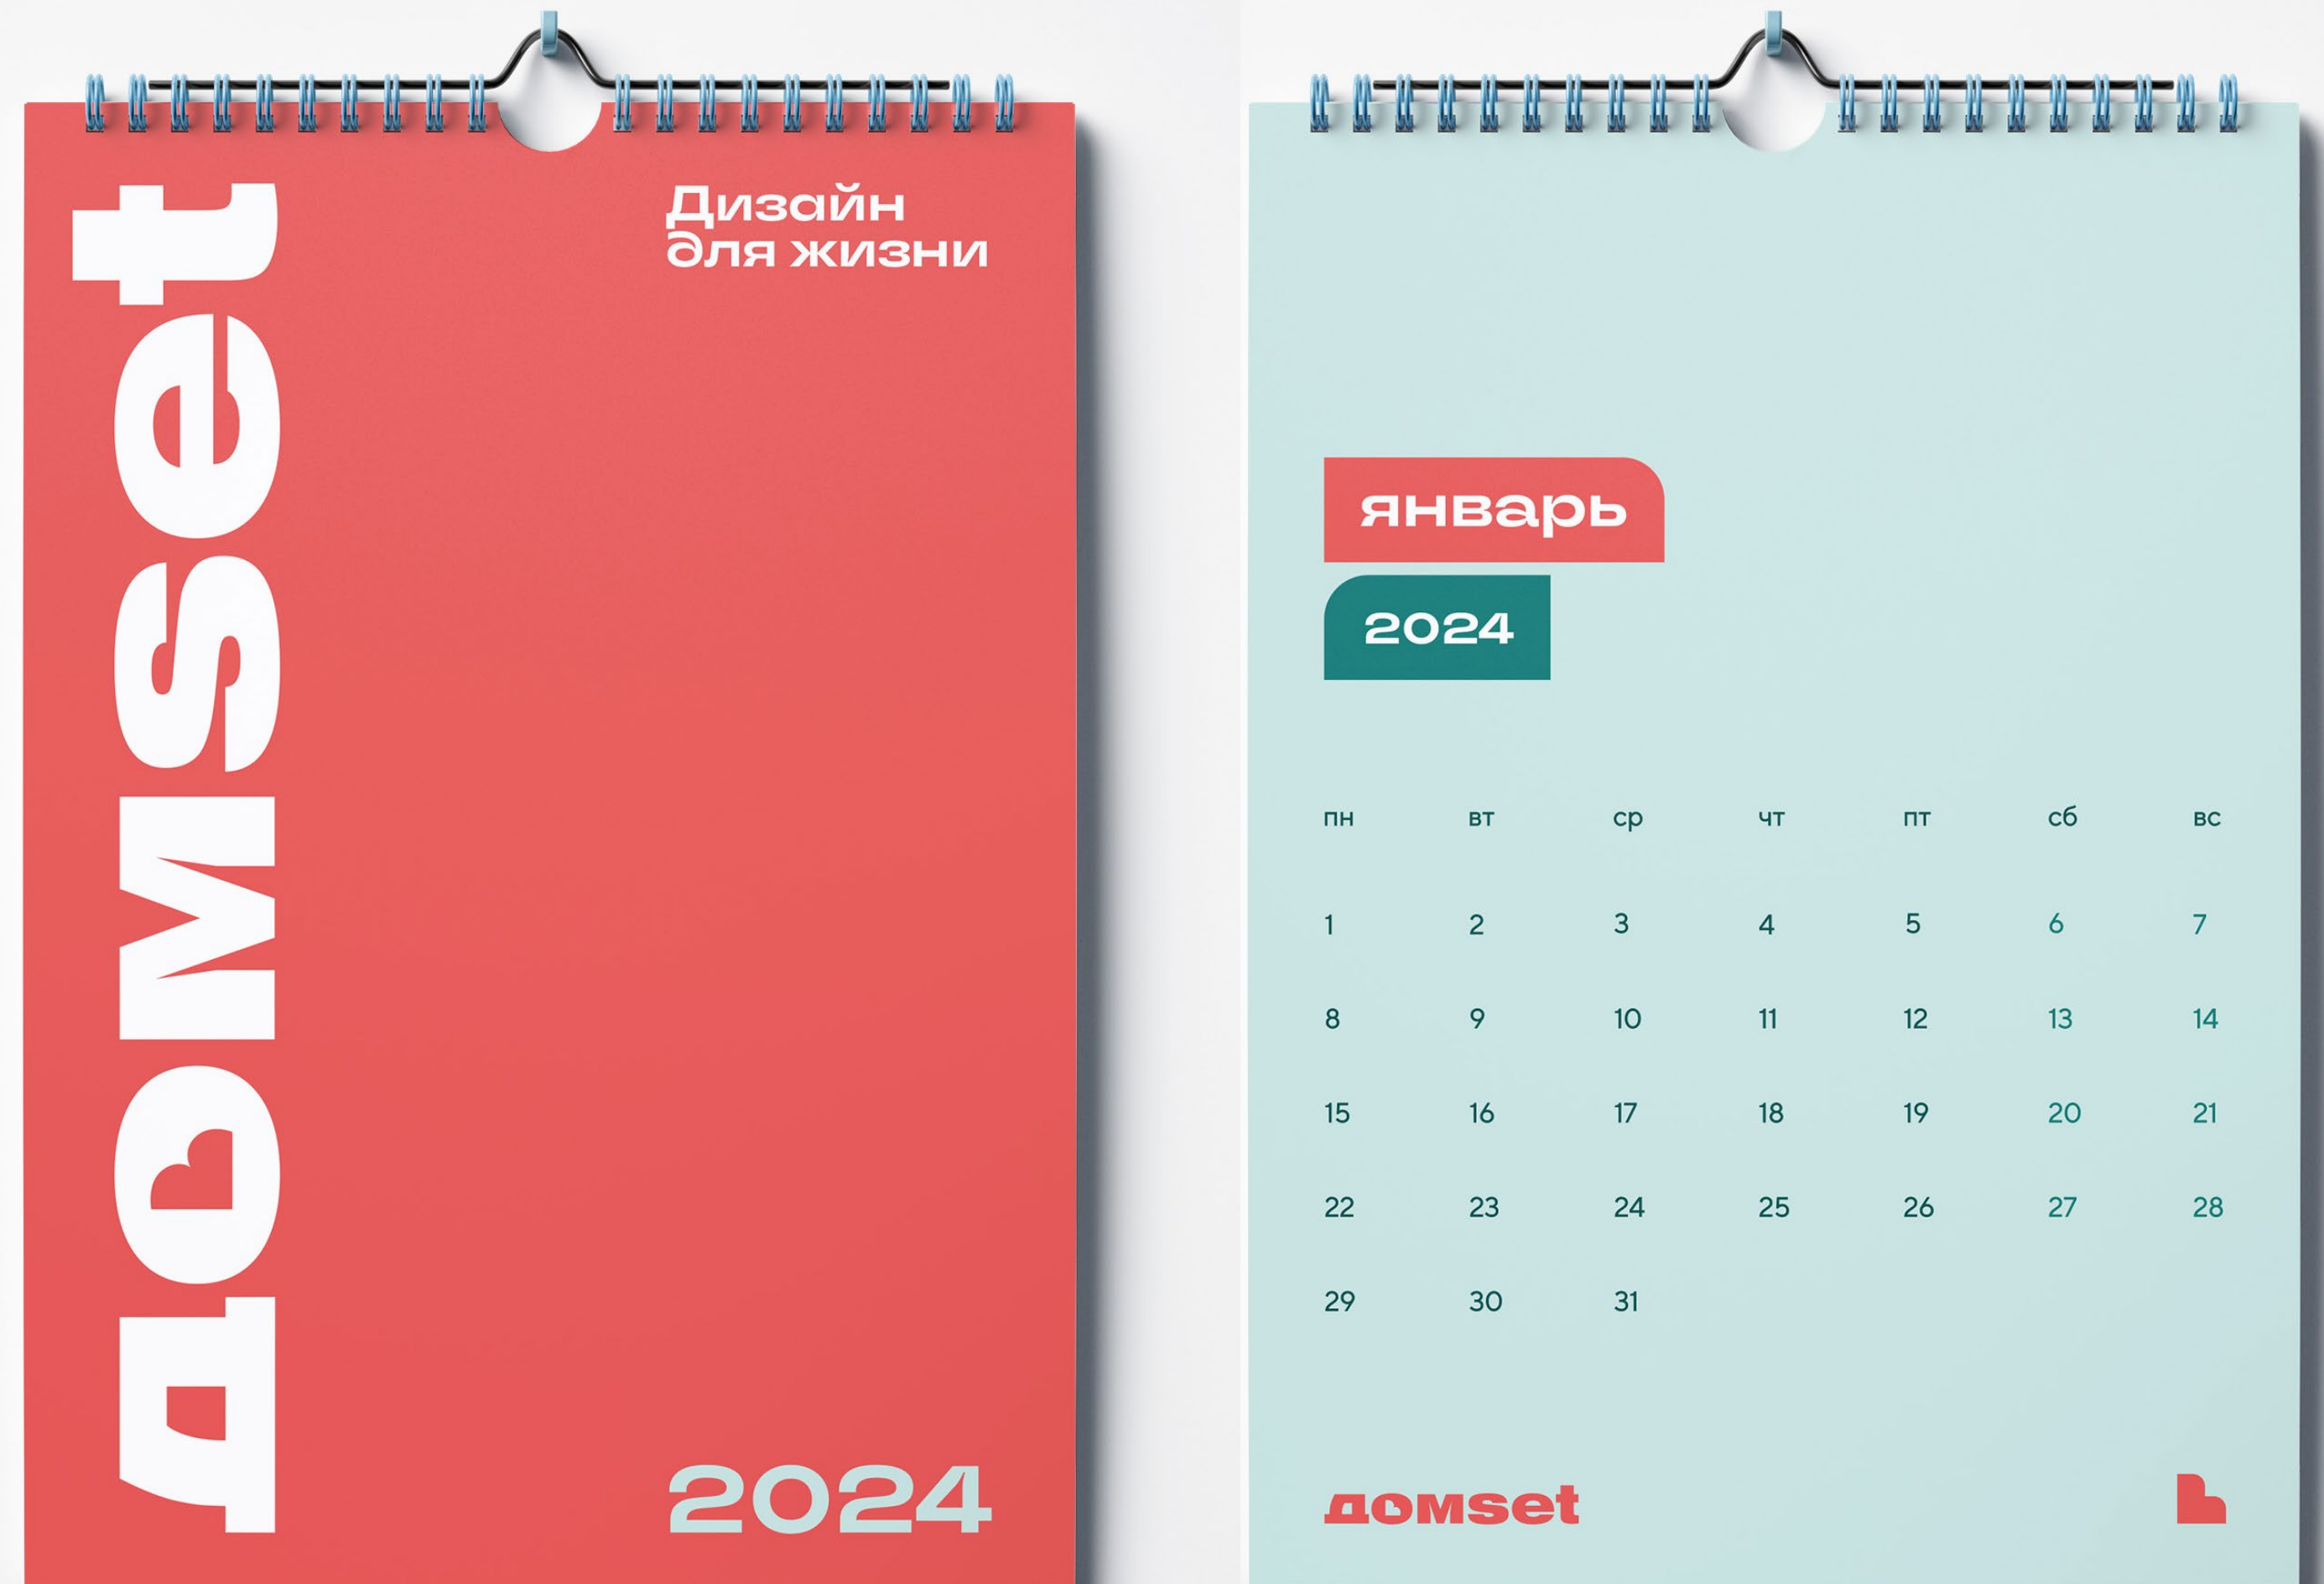 домset
Дизайн
для жизни
2024
январь
2024
пн вт ср чт пт сб вс
1 2 3 4 5 6 7
8 9 10 11 12 13 14
15 16 17 18 19 20 21
22 23 24 25 26 27 28
29 30 31
домset